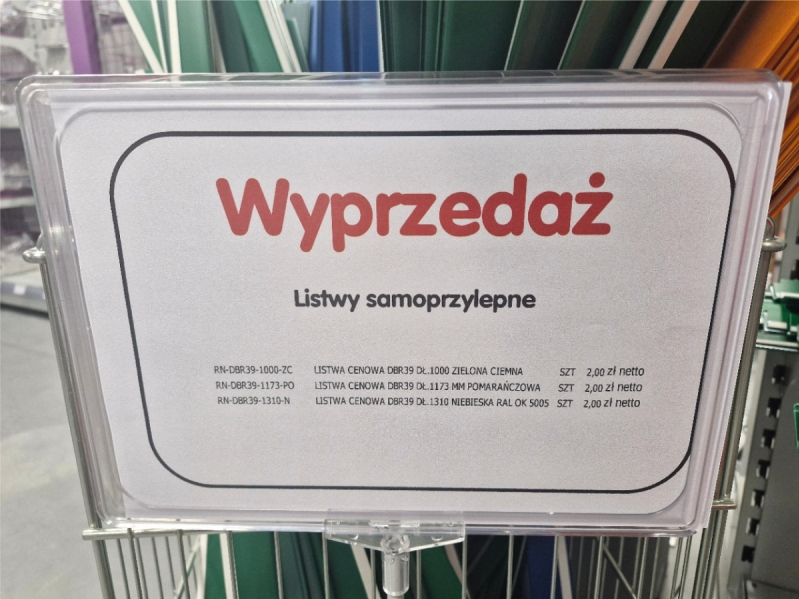 Wyprzedaż
Listwy samoprzylepne
RN-DBR39-1000-ZC LISTWA CENOWA DBR39 DŁ.1000 ZIELONA CIEMNA SZT 2,00 zł netto
RN-DBR39-1173-PO LISTWA CENOWA DBR39 DŁ.1173 MM POMARAŃCZOWA SZT 2,00 zł netto
RN-DBR39-1310-N LISTWA CENOWA DBR39 DŁ.1310 NIEBIESKA RAL OK 5005 SZT 2,00 zł netto